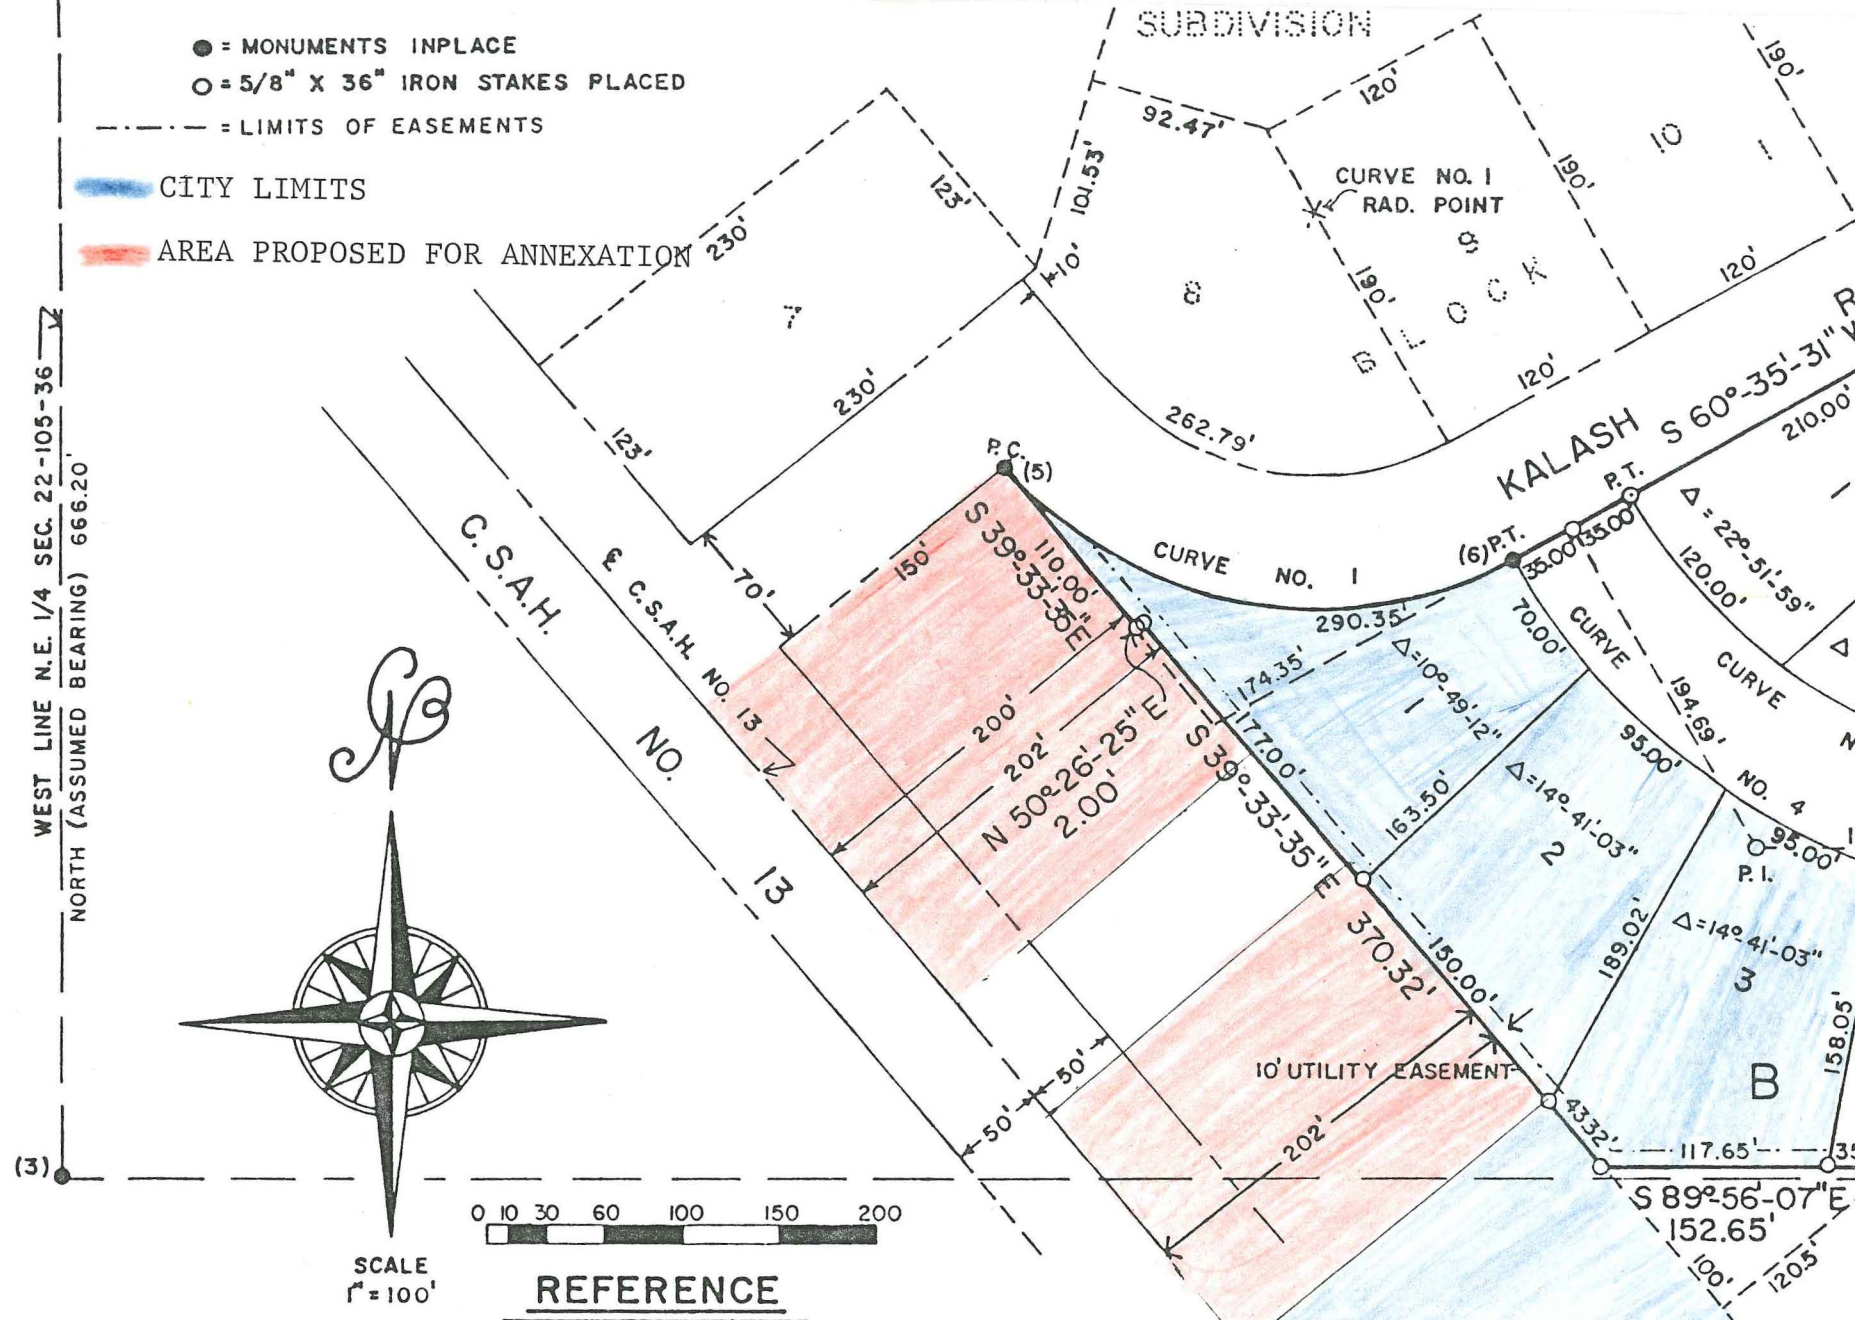 SUBDIVISION
● = MONUMENTS INPLACE
○ = 5/8" X 36" IRON STAKES PLACED
= LIMITS OF EASEMENTS
CITY LIMITS
AREA PROPOSED FOR ANNEXATION
WEST LINE N.E. 1/4 SEC. 22-105-36
NORTH (ASSUMED BEARING) 666.20'
(3)
SCALE
1" = 100'
0 10 30 60 100 150 200
REFERENCE
230'
123'
7
230'
123'
101.53'
92.47'
10'
8
120'
190'
CURVE NO. 1
RAD. POINT
190'
190'
10
BLOCK 8
120'
120'
262.79'
KALASH
S 60°-35'-31"
210.00'
P.C. (5)
150'
70'
S 39°-33'-35" E
110.00'
CURVE NO. 1
290.35'
(6) P.T.
35.00'
35.00'
P.T.
Δ = 22°-51'-59"
120.00'
Δ
C.S.A.H. NO. 13
℄ C.S.A.H. NO. 13
200'
202'
N 50°-26'-25" E
2.00'
174.35'
177.00'
1
Δ=10°-49'-12"
70.00'
CURVE NO. 4
194.69'
CURVE
163.50'
S 39°-33'-35" E 370.32'
95.00'
Δ=14°-41'-03"
2
189.02'
95.00'
P.I.
Δ=14°-41'-03"
3
158.05'
B
150.00'
10' UTILITY EASEMENT
202'
50'
50'
43.32'
117.65'
35
S 89°-56'-07" E
152.65'
100'
120.5'